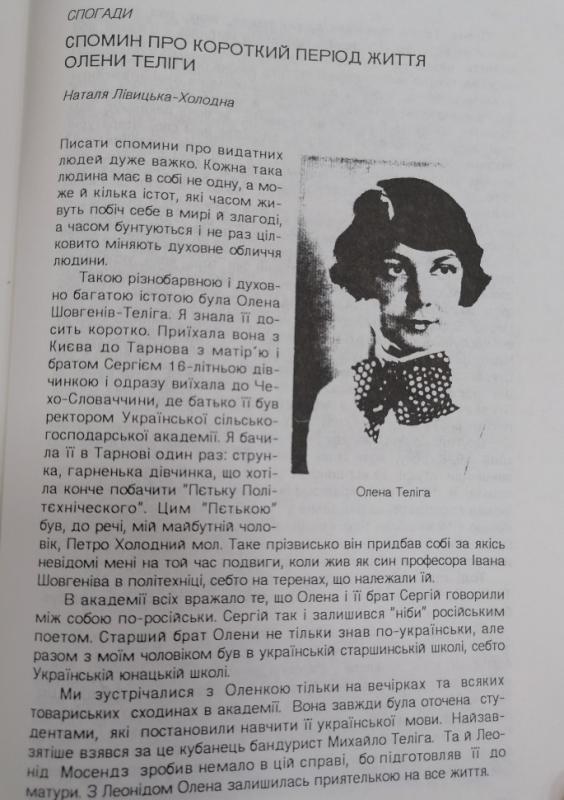 СПОГАДИ
СПОМИН ПРО КОРОТКИЙ ПЕРІОД ЖИТТЯ
ОЛЕНИ ТЕЛІГИ
Наталя Лівицька-Холодна
Писати спомини про видатних
людей дуже важко. Кожна така
людина має в собі не одну, а мо-
же й кілька істот, які часом жи-
вуть побіч себе в мирі й злагоді,
а часом бунтуються і не раз ціл-
ковито міняють духовне обличчя
людини.
Такою різнобарвною і духов-
но багатою істотою була Олена
Шовгенів-Теліга. Я знала її до-
сить коротко. Приїхала вона з
Києва до Тарнова з матір´ю і
братом Сергієм 16-літньою дів-
чинкою і одразу виїхала до Че-
хо-Словаччини, де батько її був
ректором Української сільсько-
господарської академії. Я бачи-
ла її в Тарнові один раз: струн-
ка, гарненька дівчинка, що хоті-
ла конче побачити "Пєтьку Полі-
тєхніческого". Цим "Пєтькою"
був, до речі, мій майбутній чоло-
вік, Петро Холодний мол. Таке прізвисько він придбав собі за якісь
невідомі мені на той час подвиги, коли жив як син професора Івана
Шовгеніва в політехніці, себто на теренах, що належали їй.
В академії всіх вражало те, що Олена і її брат Сергій говорили
між собою по-російськи. Сергій так і залишився "ніби" російським
поетом. Старший брат Олени не тільки знав по-українськи, але
разом з моїм чоловіком був в українській старшинській школі, себто
Українській юнацькій школі.
Ми зустрічалися з Оленкою тільки на вечірках та всяких
товариських сходинах в академії. Вона завжди була оточена сту-
дентами, які постановили навчити її української мови. Найзав-
зятіше взявся за це кубанець бандурист Михайло Теліга. Та й Лео-
нід Мосендз зробив немало в цій справі, бо підготовляв її до
матури. З Леонідом Олена залишилась приятелькою на все життя.
Олена Теліга